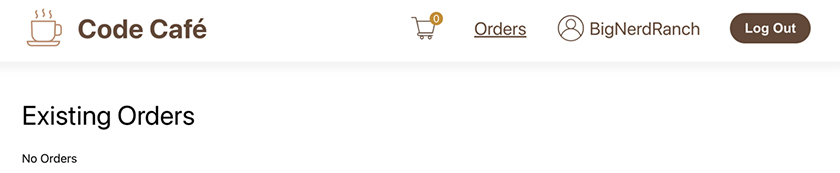 Code Café 0 Orders BigNerdRanch Log Out
Existing Orders
No Orders